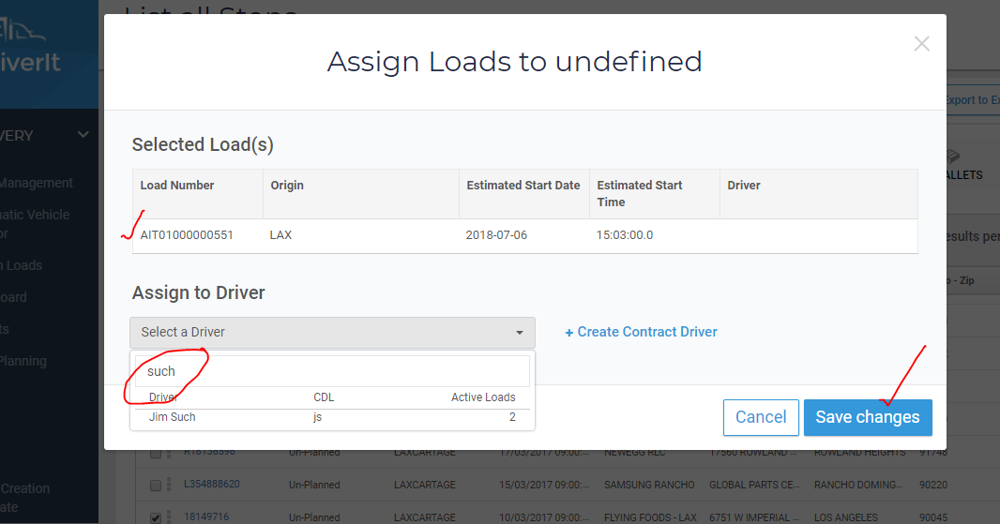 List all Stops
iverIt
Assign Loads to undefined
Export to Ex
VERY
Selected Load(s)
ALLETS
Management
Load Number Origin Estimated Start Date Estimated Start Time Driver
atic Vehicle
or
AIT01000000551 LAX 2018-07-06 15:03:00.0
esults per
n Loads
o - Zip
oard
Assign to Driver
ts
Select a Driver + Create Contract Driver
Planning
such
Driver CDL Active Loads
Jim Such js 2
Cancel Save changes
R18136596 Un-Planned LAXCARTAGE 17/03/2017 09:00:... NEWEGG RLC 17560 ROWLAND ROWLAND HEIGHTS 91748
L354888620 Un-Planned LAXCARTAGE 15/03/2017 09:00:... SAMSUNG RANCHO GLOBAL PARTS CE... RANCHO DOMING... 90220
Creation
ate
18149716 Un-Planned LAXCARTAGE 10/03/2017 09:00:... FLYING FOODS - LAX 6751 W IMPERIAL ... LOS ANGELES 90045